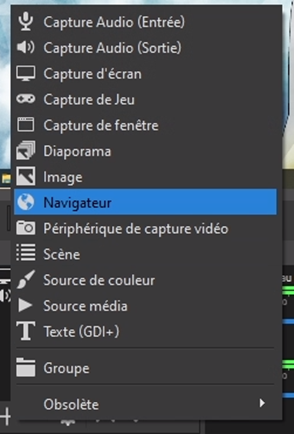 Capture Audio (Entrée)
Capture Audio (Sortie)
Capture d'écran
Capture de Jeu
Capture de fenêtre
Diaporama
Image
Navigateur
Périphérique de capture vidéo
Scène
Source de couleur
Source média
Texte (GDI+)
Groupe
Obsolète